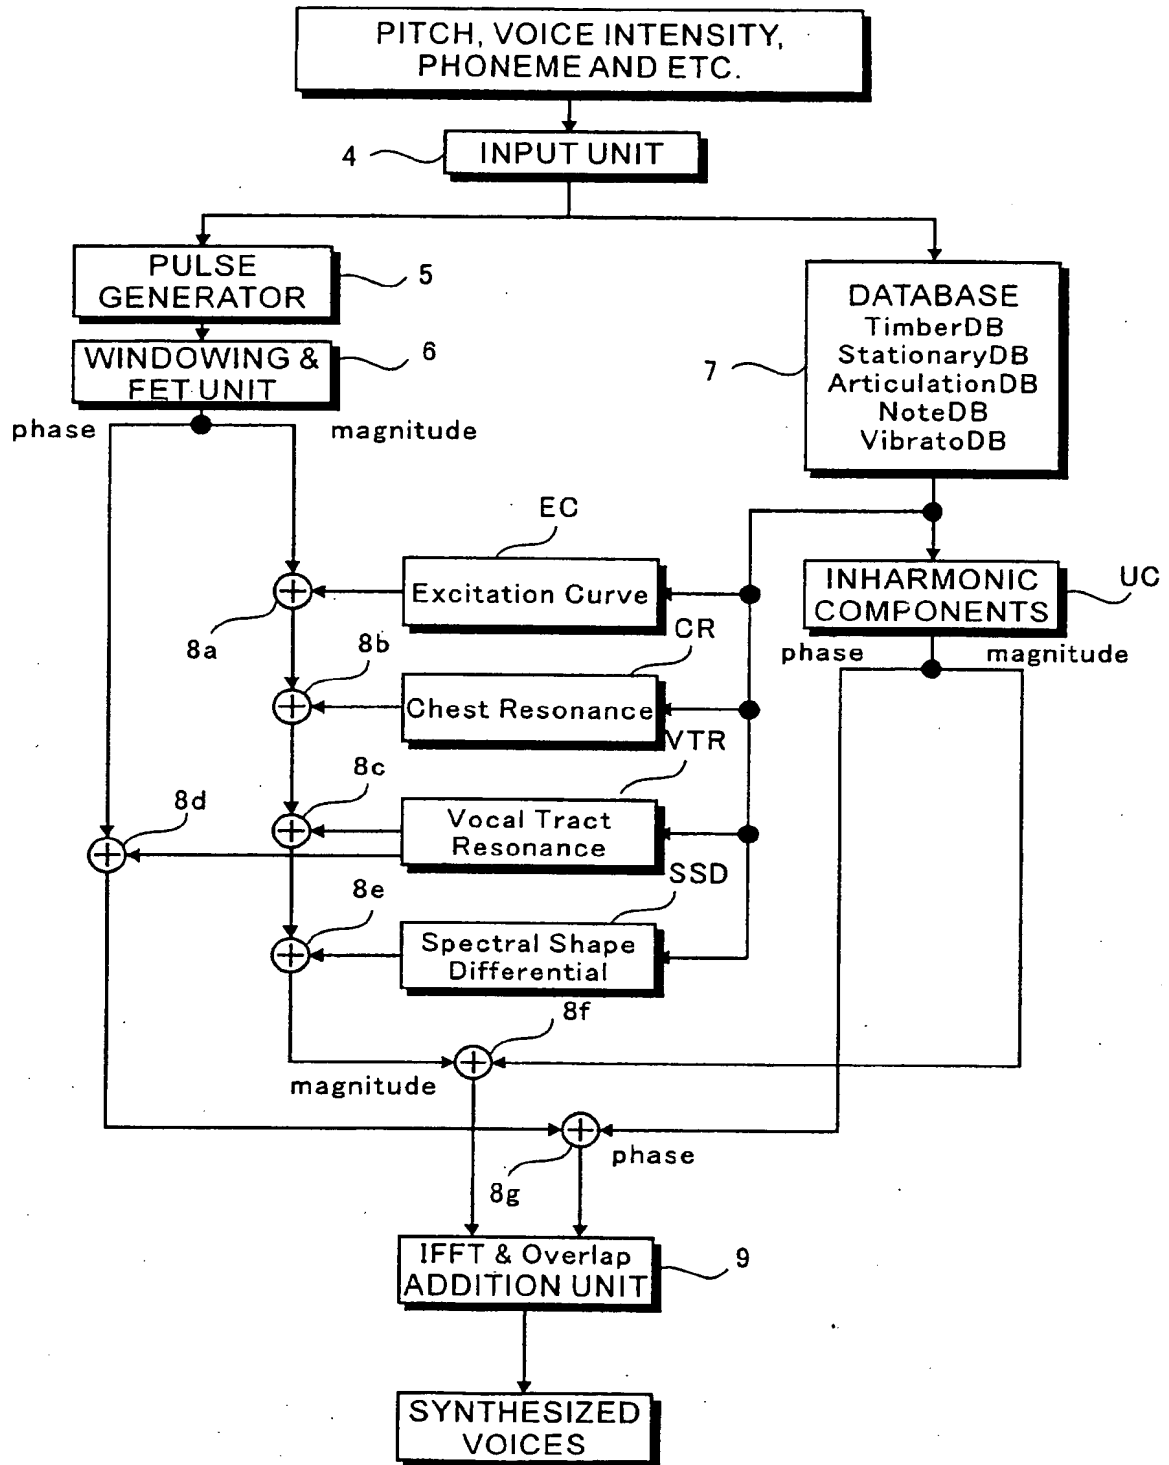 PITCH, VOICE INTENSITY,
PHONEME AND ETC.
4
INPUT UNIT
PULSE
GENERATOR
5
WINDOWING &
FET UNIT
6
DATABASE
TimberDB
StationaryDB
ArticulationDB
NoteDB
VibratoDB
7
phase
magnitude
EC
Excitation Curve
8a
INHARMONIC
COMPONENTS
UC
phase
magnitude
CR
8b
Chest Resonance
VTR
8c
Vocal Tract
Resonance
8d
SSD
8e
Spectral Shape
Differential
8f
magnitude
8g
phase
IFFT & Overlap
ADDITION UNIT
9
SYNTHESIZED
VOICES